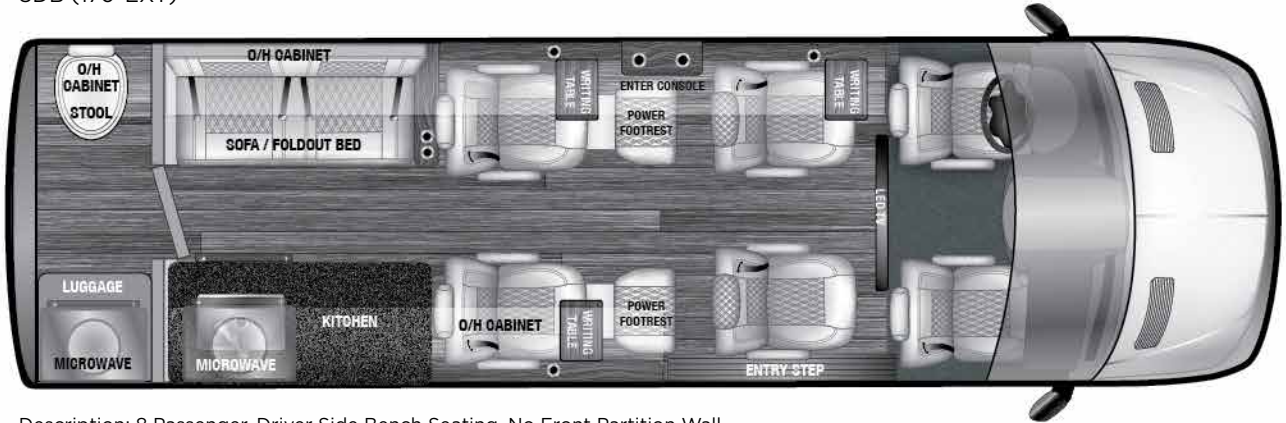 O/H
CABINET
STOOL
O/H CABINET
SOFA / FOLDOUT BED
WRITING
TABLE
ENTER CONSOLE
POWER
FOOTREST
WRITING
TABLE
LED TV
LUGGAGE
MICROWAVE
KITCHEN
MICROWAVE
O/H CABINET
WRITING
TABLE
POWER
FOOTREST
ENTRY STEP
Description: 8 Passenger, Driver Side Bench Seating, No Front Partition Wall